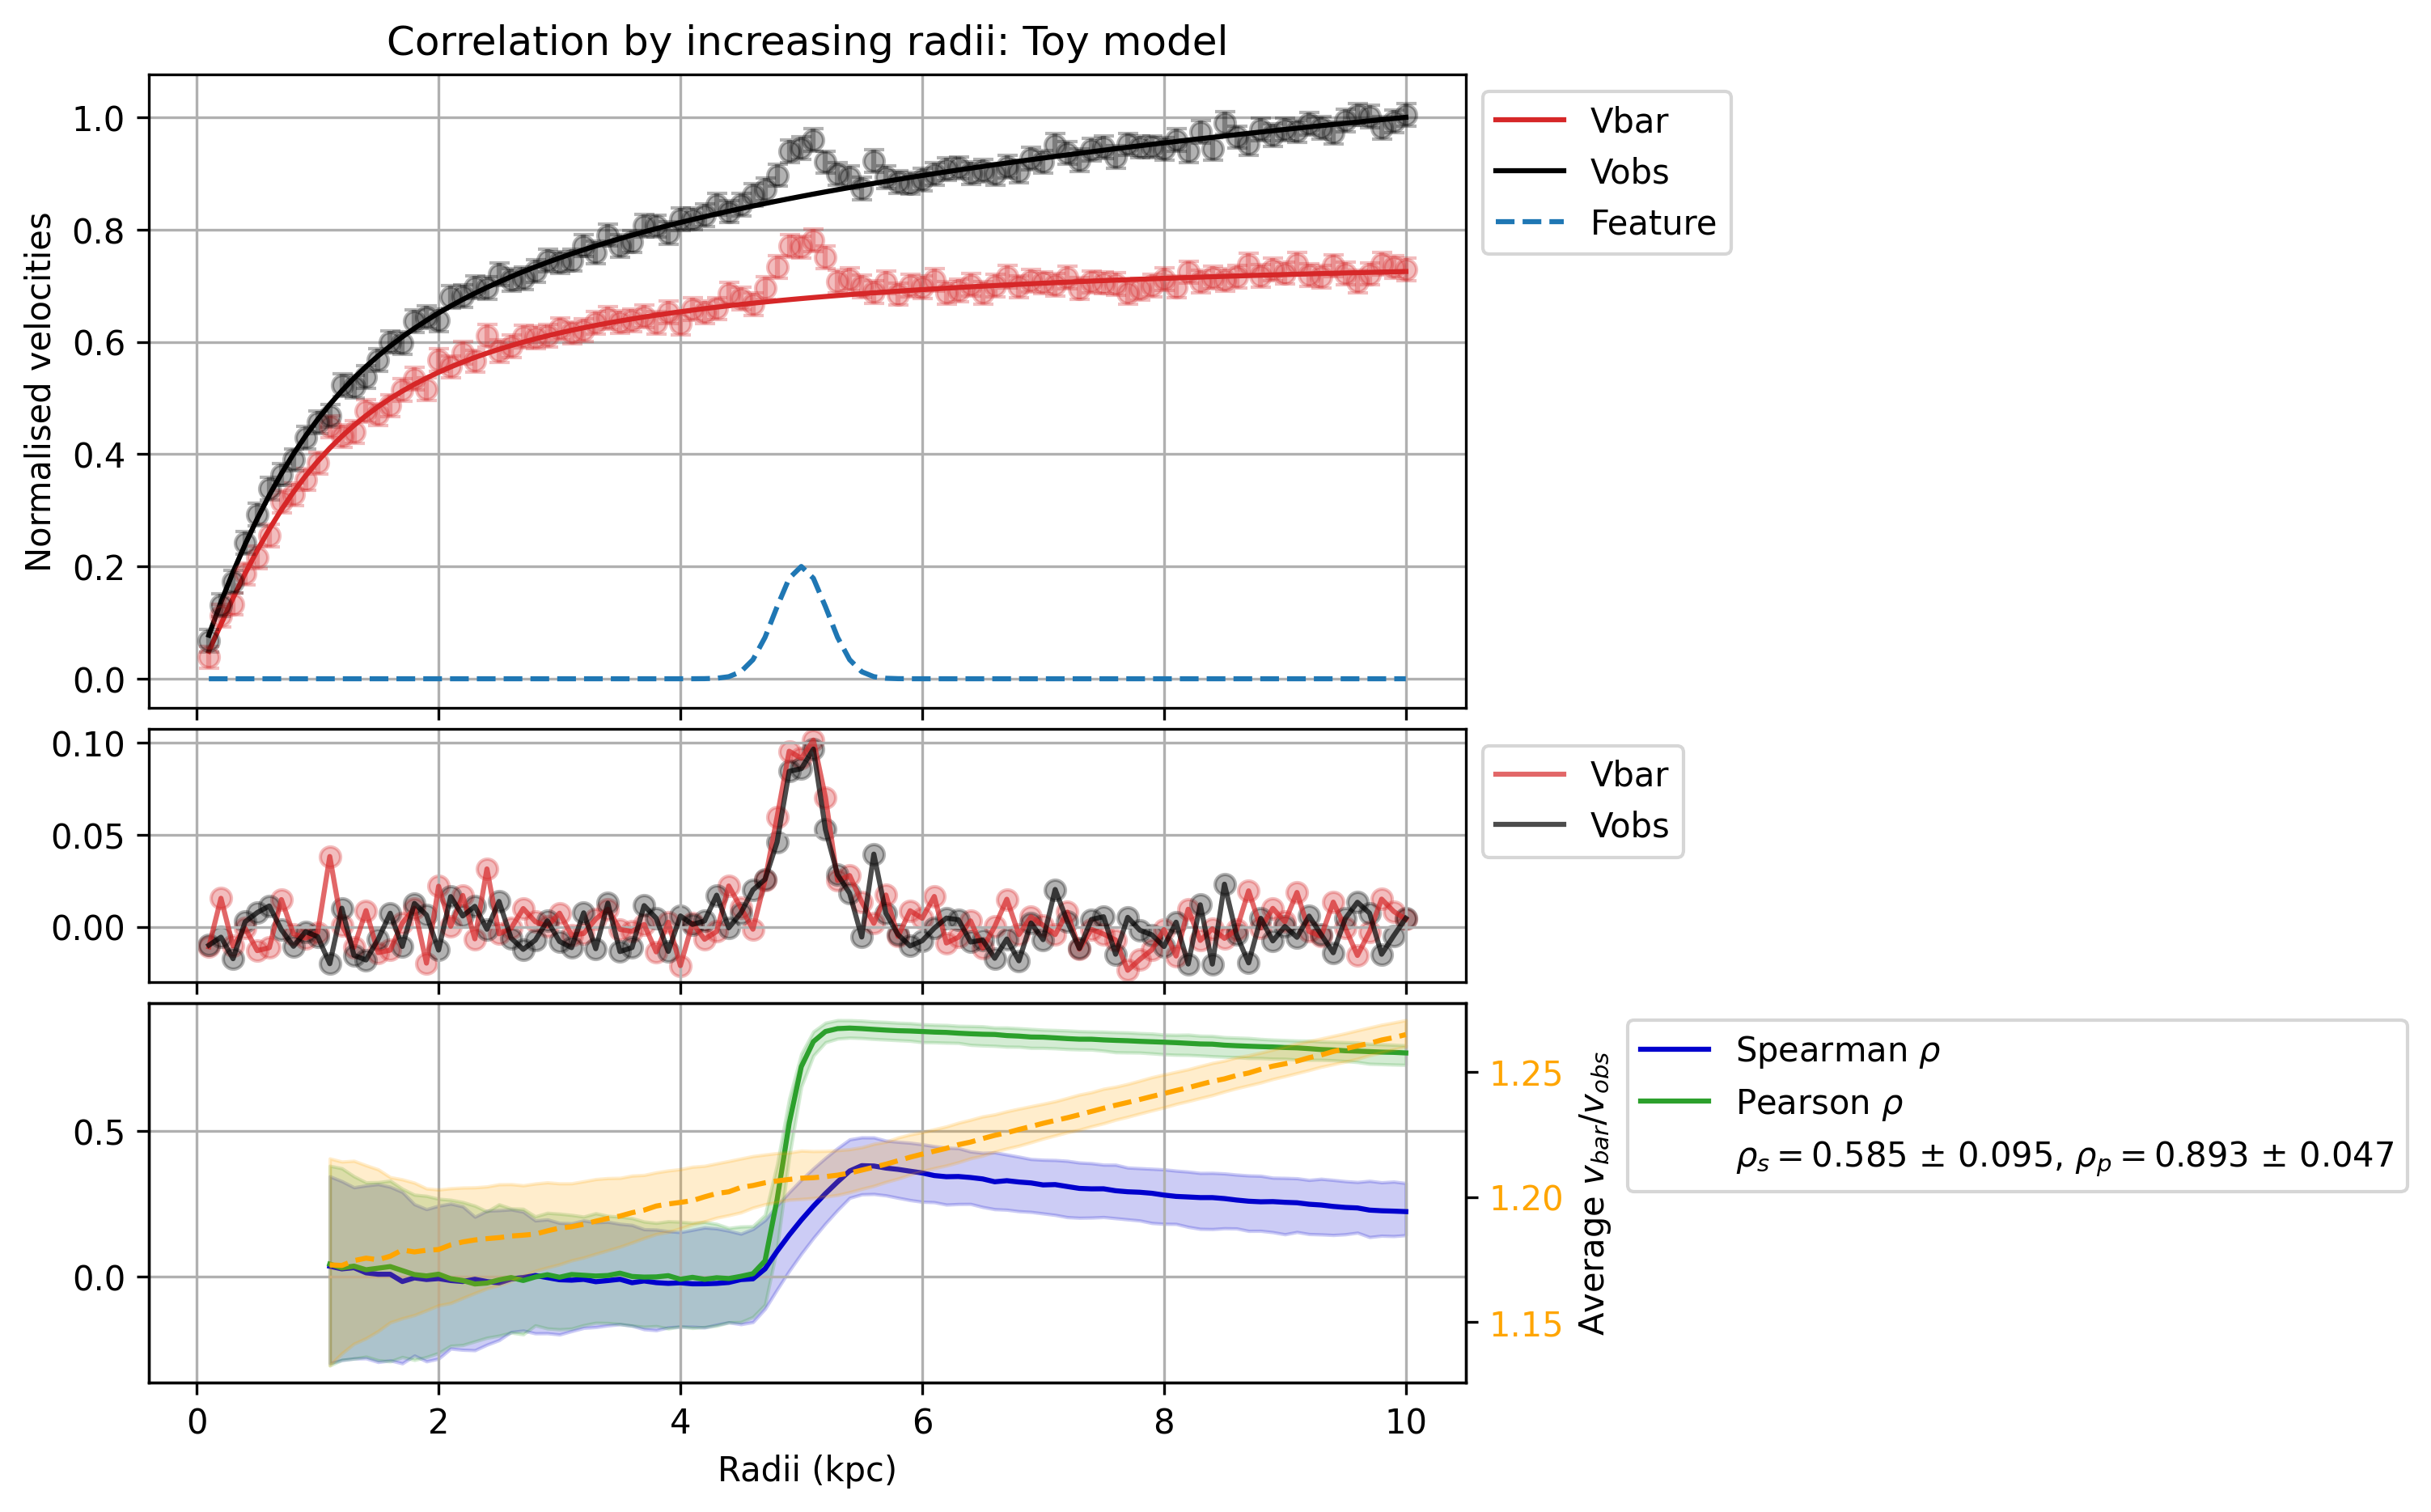 Correlation by increasing radii: Toy model
Normalised velocities
1.0
0.8
0.6
0.4
0.2
0.0
Vbar
Vobs
Feature
0.10
0.05
0.00
Vbar
Vobs
0.5
0.0
1.25
1.20
1.15
Average v_bar/v_obs
Spearman ρ
Pearson ρ
ρ_s = 0.585 ± 0.095, ρ_p = 0.893 ± 0.047
0 2 4 6 8 10
Radii (kpc)